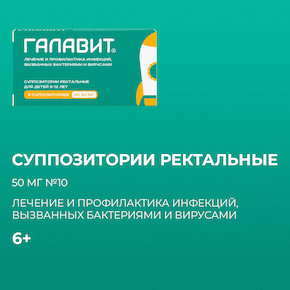 ГАЛАВИТ®
ЛЕЧЕНИЕ И ПРОФИЛАКТИКА ИНФЕКЦИЙ,
ВЫЗВАННЫХ БАКТЕРИЯМИ И ВИРУСАМИ
СУППОЗИТОРИИ РЕКТАЛЬНЫЕ
ДЛЯ ДЕТЕЙ 6-12 ЛЕТ
СУППОЗИТОРИИ РЕКТАЛЬНЫЕ
50 МГ №10
ЛЕЧЕНИЕ И ПРОФИЛАКТИКА ИНФЕКЦИЙ,
ВЫЗВАННЫХ БАКТЕРИЯМИ И ВИРУСАМИ
6+